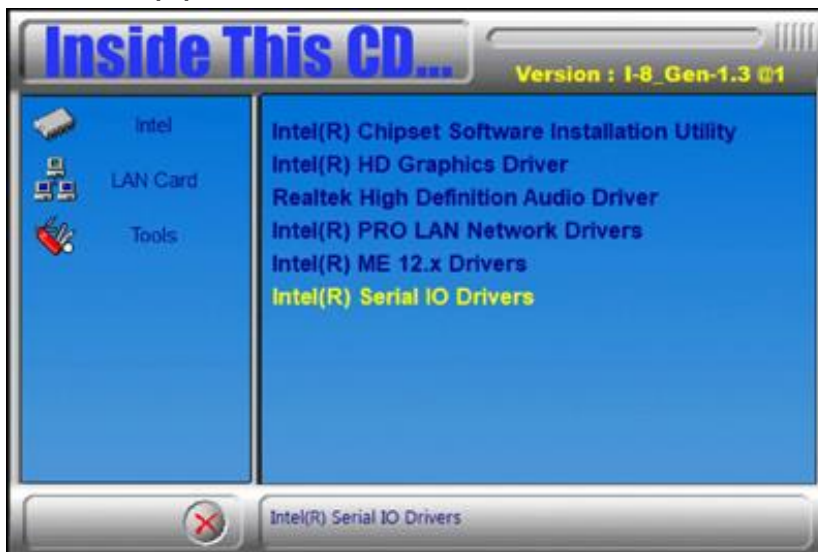 Inside This CD...
Version : I-8_Gen-1.3 @1
Intel
LAN Card
Tools
Intel(R) Chipset Software Installation Utility
Intel(R) HD Graphics Driver
Realtek High Definition Audio Driver
Intel(R) PRO LAN Network Drivers
Intel(R) ME 12.x Drivers
Intel(R) Serial IO Drivers
Intel(R) Serial IO Drivers